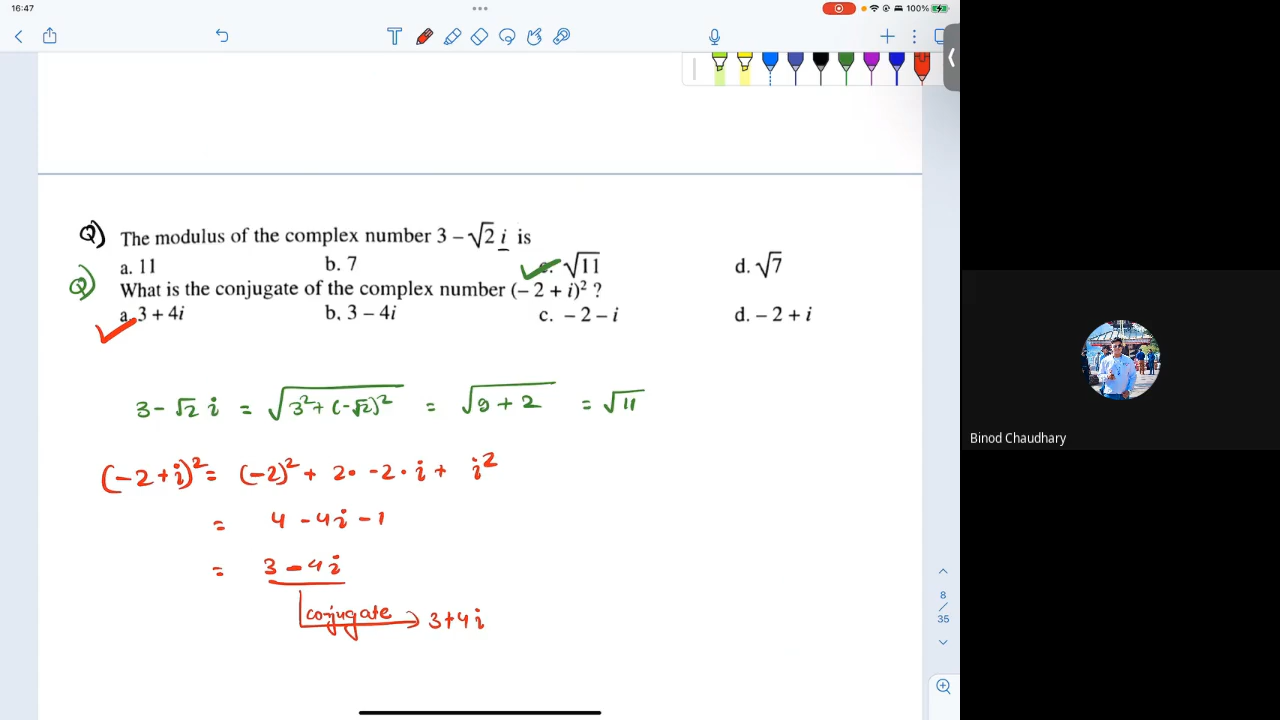 16:47
100%
Q) The modulus of the complex number 3 – √2 i is
a. 11 b. 7 c. √11 d. √7
Q) What is the conjugate of the complex number (– 2 + i)² ?
a. 3 + 4i b. 3 – 4i c. – 2 – i d. – 2 + i
3 - √2 i = √(3² + (-√2)²) = √(9 + 2) = √11
(-2 + i)² = (-2)² + 2 · -2 · i + i²
= 4 - 4i - 1
= 3 - 4i
conjugate → 3+4i
8
/
35
Binod Chaudhary